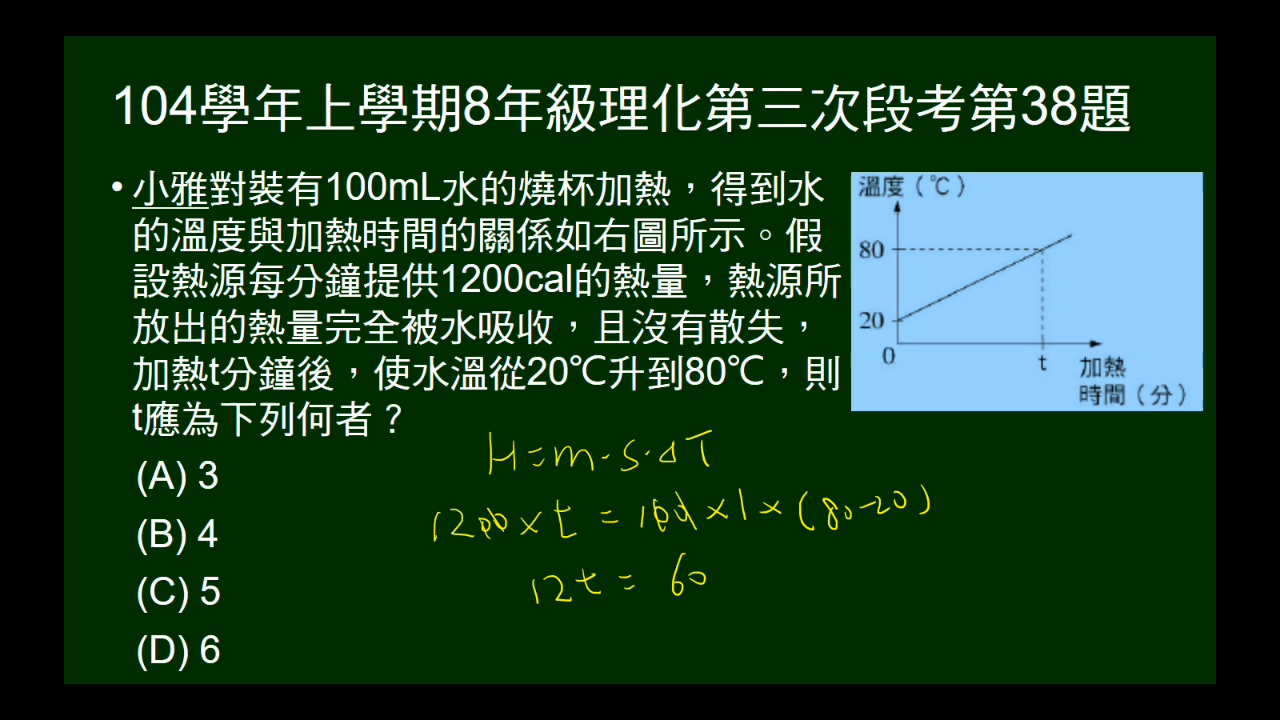 104學年上學期8年級理化第三次段考第38題
• 小雅對裝有100mL水的燒杯加熱，得到水
的溫度與加熱時間的關係如右圖所示。假
設熱源每分鐘提供1200cal的熱量，熱源所
放出的熱量完全被水吸收，且沒有散失，
加熱t分鐘後，使水溫從20℃升到80℃，則
t應為下列何者？
(A) 3
(B) 4
(C) 5
(D) 6
溫度（℃）
80
20
0
t
加熱
時間（分）
H=m·S·ΔT
1200×t=100×1×(80-20)
12t=60